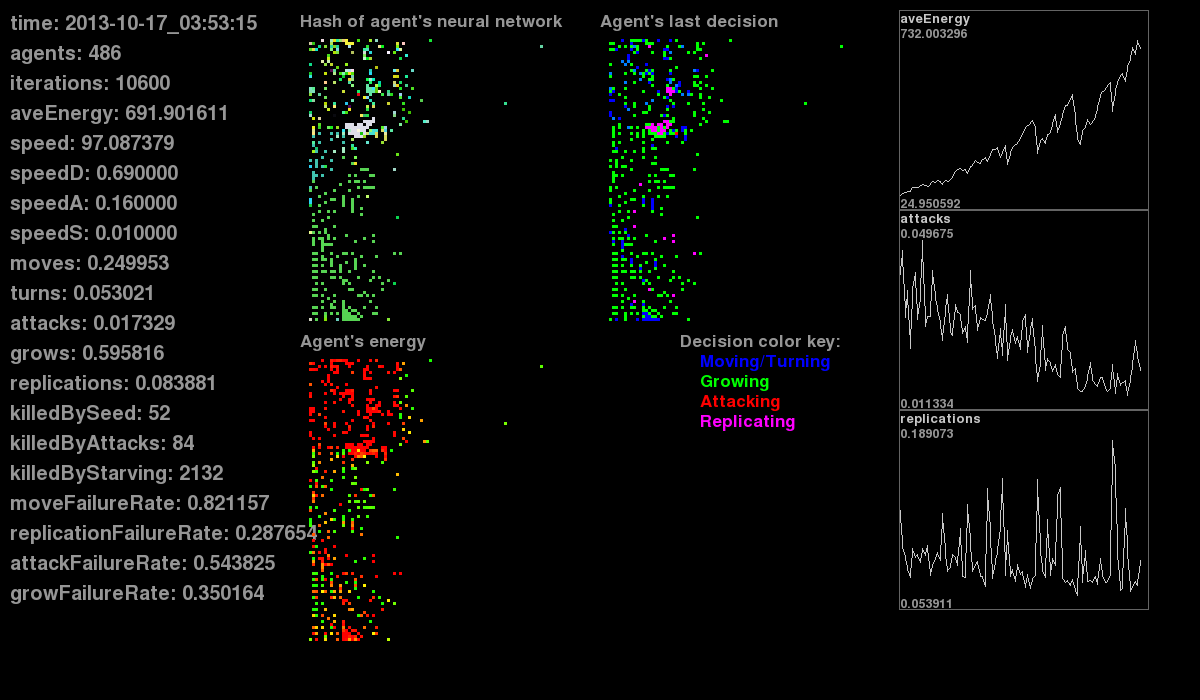 time: 2013-10-17_03:53:15
agents: 486
iterations: 10600
aveEnergy: 691.901611
speed: 97.087379
speedD: 0.690000
speedA: 0.160000
speedS: 0.010000
moves: 0.249953
turns: 0.053021
attacks: 0.017329
grows: 0.595816
replications: 0.083881
killedBySeed: 52
killedByAttacks: 84
killedByStarving: 2132
moveFailureRate: 0.821157
replicationFailureRate: 0.287654
attackFailureRate: 0.543825
growFailureRate: 0.350164
Hash of agent's neural network
Agent's last decision
Agent's energy
Decision color key:
Moving/Turning
Growing
Attacking
Replicating
aveEnergy
732.003296
24.950592
attacks
0.049675
0.011334
replications
0.189073
0.053911